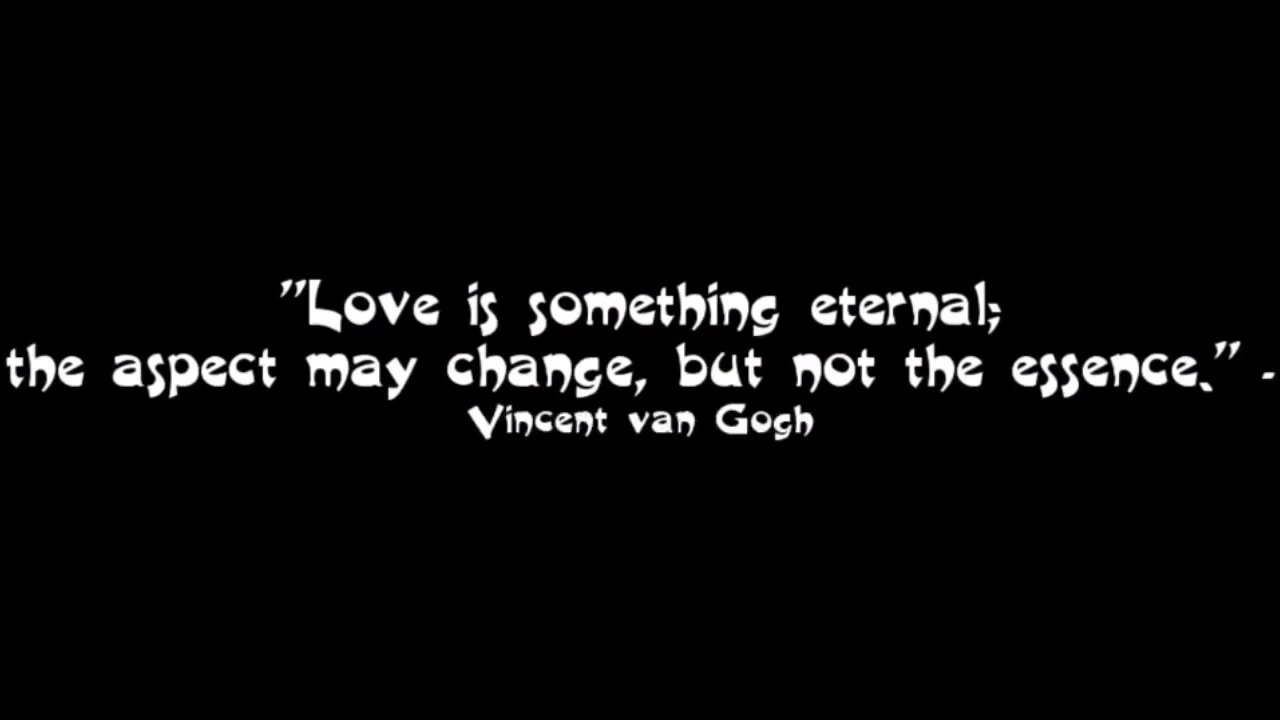 "Love is something eternal;
the aspect may change, but not the essence." -
Vincent van Gogh